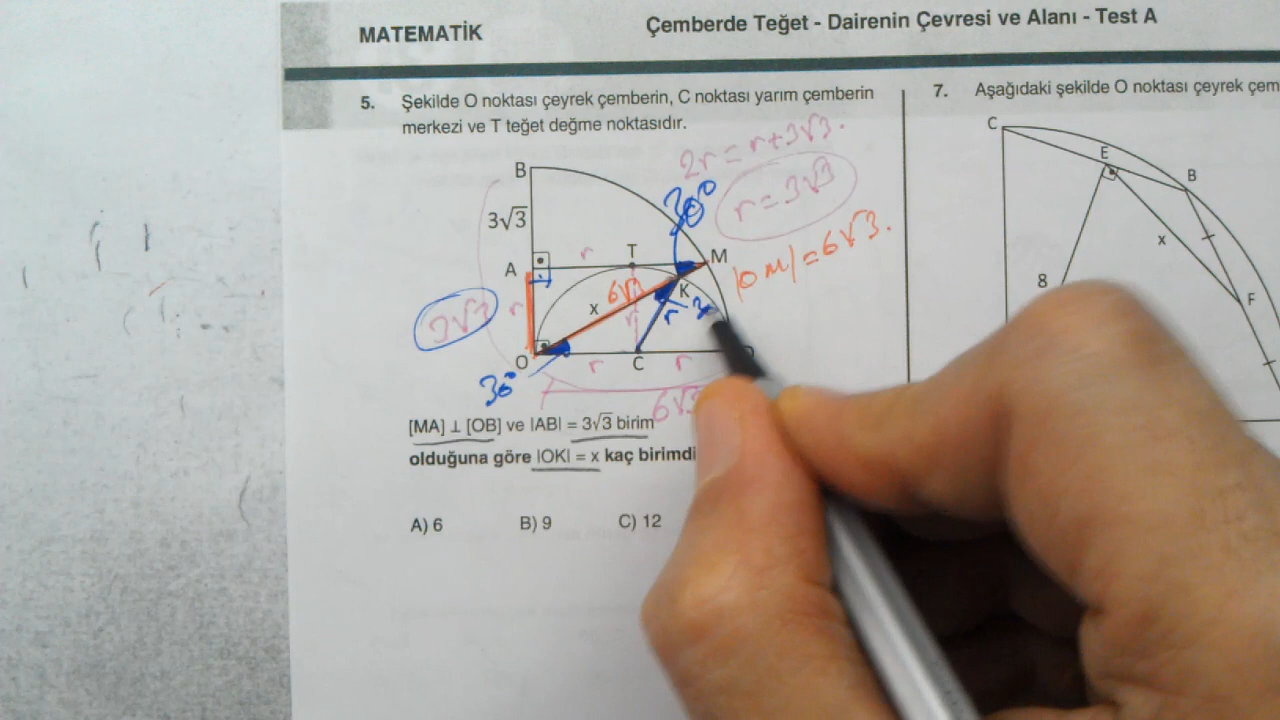 MATEMATİK
Çemberde Teğet - Dairenin Çevresi ve Alanı - Test A
5. Şekilde O noktası çeyrek çemberin, C noktası yarım çemberin
merkezi ve T teğet değme noktasıdır.
2r = r+3√3.
r = 3√3
|OM| = 6√3.
B
3√3
30°
A
r
T
M
K
x
6√3
r
r
3√3
r
O
r
C
r
30°
6√3
[MA] ⊥ [OB] ve |AB| = 3√3 birim
olduğuna göre |OK| = x kaç birimdi
A) 6 B) 9 C) 12
7. Aşağıdaki şekilde O noktası çeyrek çem
C
E
B
x
8
F